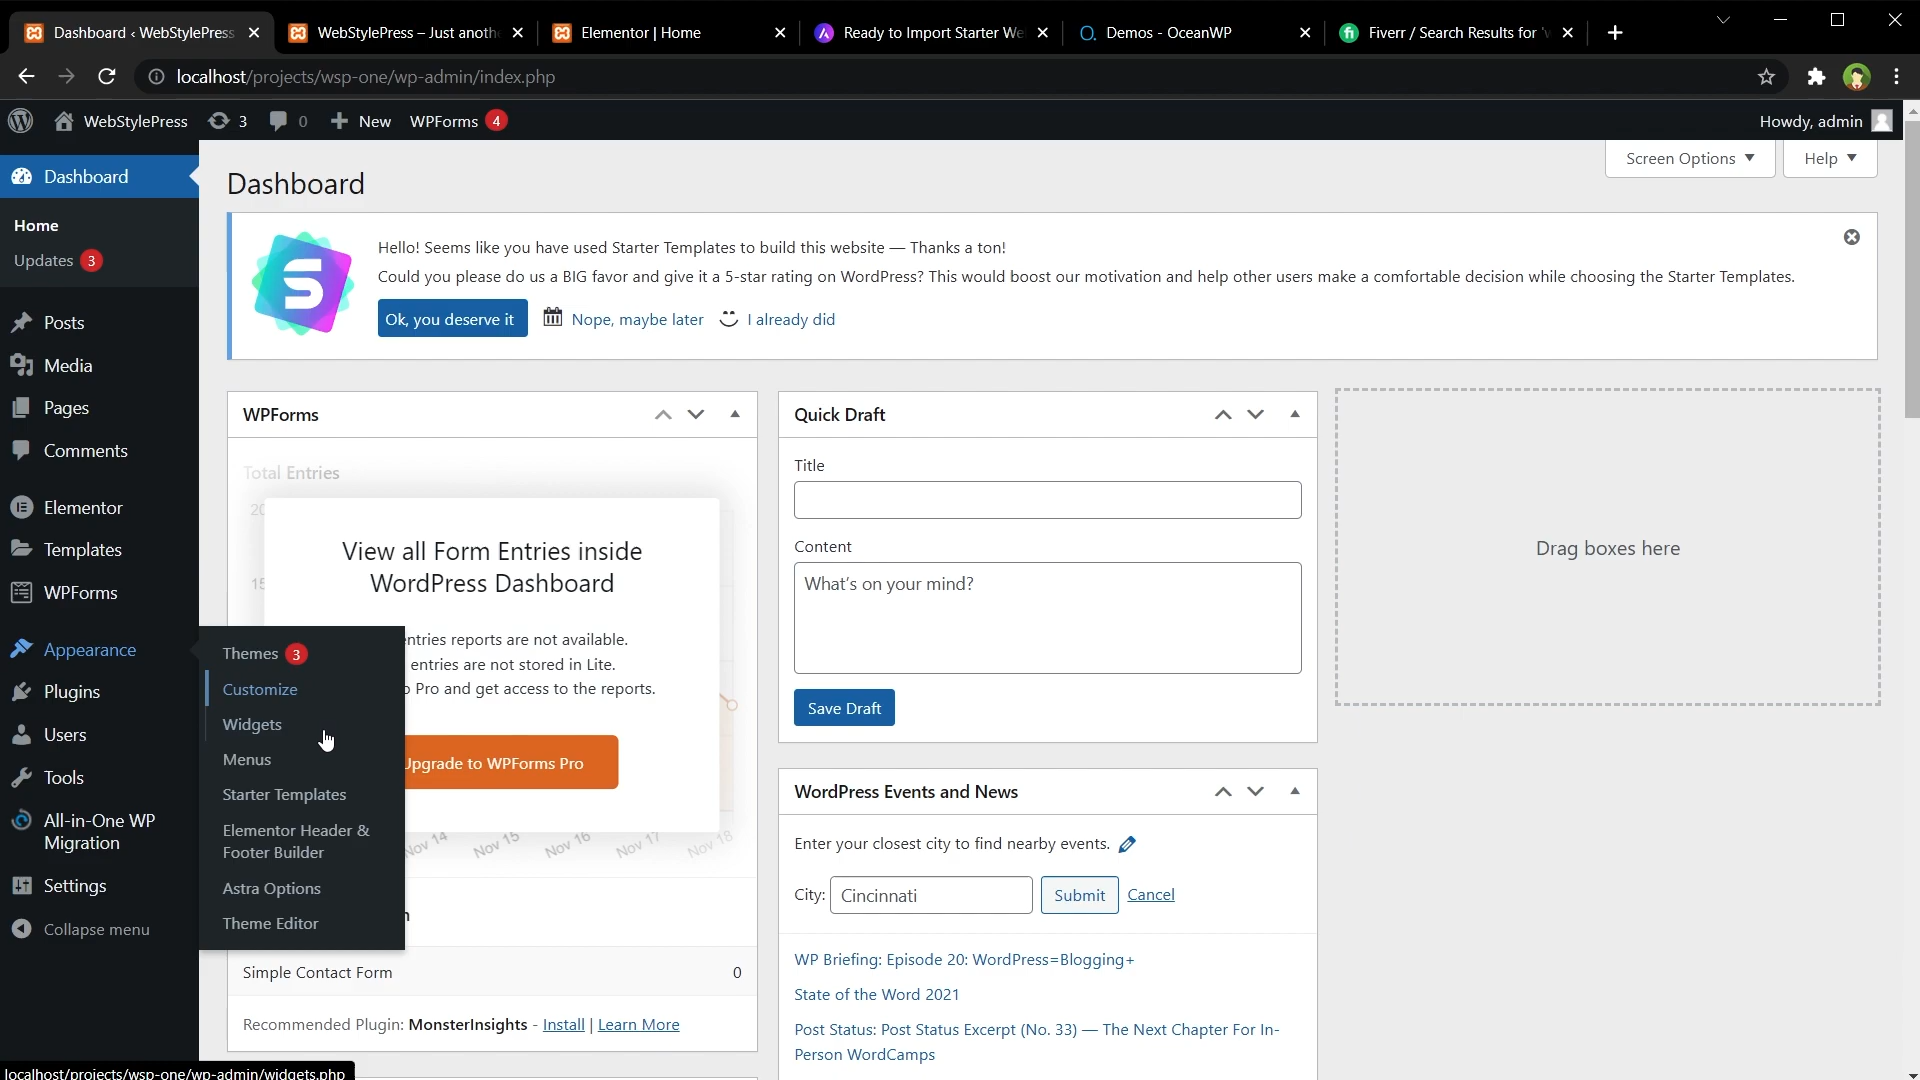 Dashboard ‹ WebStylePress
WebStylePress – Just anoth
Elementor | Home
Ready to Import Starter We
Demos - OceanWP
Fiverr / Search Results for 'v
localhost/projects/wsp-one/wp-admin/index.php
WebStylePress
3
0
New
WPForms 4
Howdy, admin
Dashboard
Home
Updates 3
Posts
Media
Pages
Comments
Elementor
Templates
WPForms
Appearance
Plugins
Users
Tools
All-in-One WP
Migration
Settings
Collapse menu
Themes 3
Customize
Widgets
Menus
Starter Templates
Elementor Header &
Footer Builder
Astra Options
Theme Editor
Screen Options
Help
Dashboard
Hello! Seems like you have used Starter Templates to build this website — Thanks a ton!
Could you please do us a BIG favor and give it a 5-star rating on WordPress? This would boost our motivation and help other users make a comfortable decision while choosing the Starter Templates.
Ok, you deserve it
Nope, maybe later
I already did
WPForms
Total Entries
20
15
View all Form Entries inside
WordPress Dashboard
entries reports are not available.
entries are not stored in Lite.
Pro and get access to the reports.
Upgrade to WPForms Pro
Nov 14
Nov 15
Nov 16
Nov 17
Nov 18
Simple Contact Form
0
Recommended Plugin: MonsterInsights - Install | Learn More
Quick Draft
Title
Content
What's on your mind?
Save Draft
WordPress Events and News
Enter your closest city to find nearby events.
City:
Cincinnati
Submit
Cancel
WP Briefing: Episode 20: WordPress=Blogging+
State of the Word 2021
Post Status: Post Status Excerpt (No. 33) — The Next Chapter For In-
Person WordCamps
Drag boxes here
localhost/projects/wsp-one/wp-admin/widgets.php